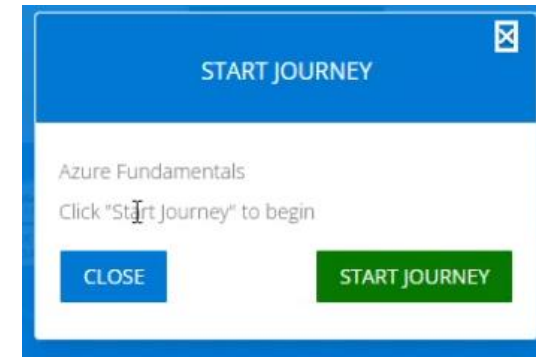 START JOURNEY
Azure Fundamentals
Click "Start Journey" to begin
CLOSE
START JOURNEY